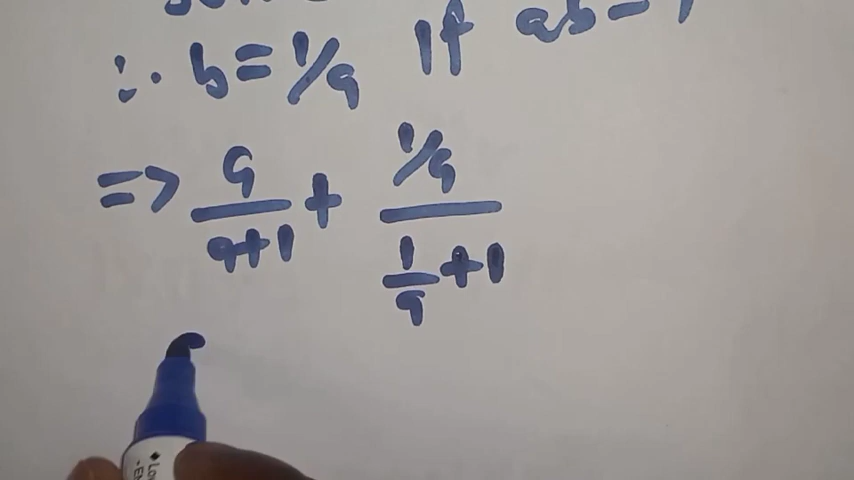 ∴ b = 1/a If ab = 1
=> a/(a+1) + (1/a)/(1/a + 1)